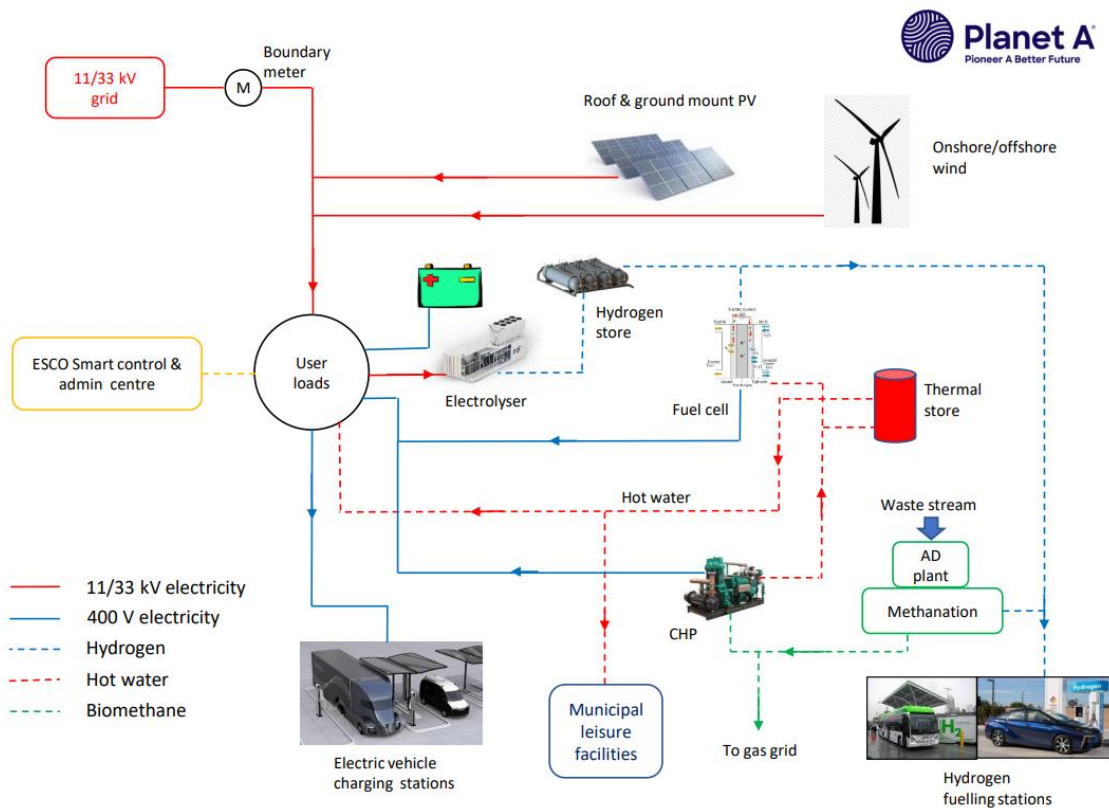 Planet A®
Pioneer A Better Future
Boundary
meter
11/33 kV
grid
M
Roof & ground mount PV
Onshore/offshore
wind
Hydrogen
store
ESCO Smart control &
admin centre
User
loads
Electrolyser
Fuel cell
Thermal
store
Hot water
Waste stream
AD
plant
Methanation
CHP
11/33 kV electricity
400 V electricity
Hydrogen
Hot water
Biomethane
Municipal
leisure
facilities
To gas grid
H2
Hydrogen
Electric vehicle
charging stations
Hydrogen
fuelling stations